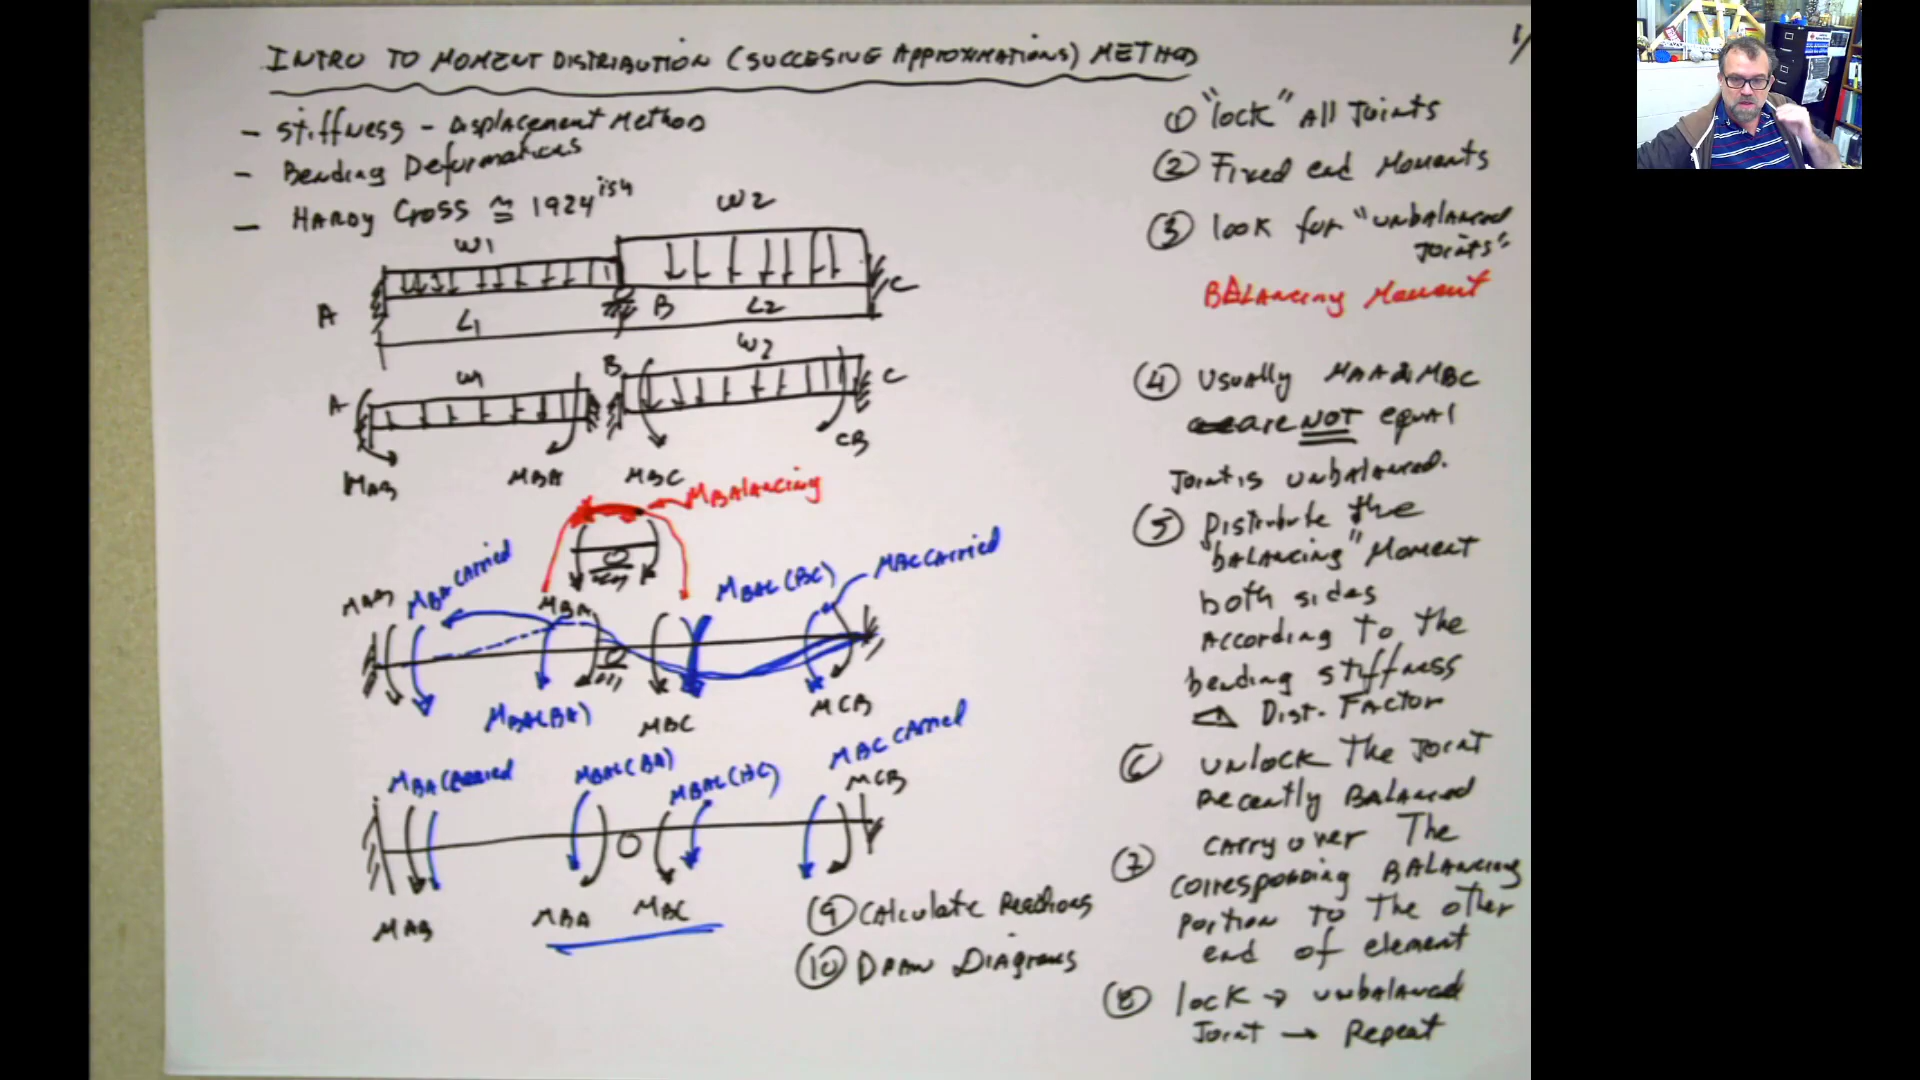 INTRO TO MOMENT DISTRIBUTION (SUCCESIVE APPROXIMATIONS) METHOD
1/
- Stiffness - Displacement Method
- Bending Deformations
- HARDY CROSS ≅ 1924ish
W1
W2
A
B
C
L1
L2
W1
W2
A
B
C
MAB
MBA
MBC
CB
MBalancing
MAB
MBA CARRIED
MBA
MBAL(BC)
MBC CARRIED
MBAL(BA)
MBC
MCB
MBA CARRIED
MBAL(BA)
MBAL(BC)
MBC CARRIED
MCB
MAB
MBA
MBC
① "lock" All Joints
② Fixed end Moments
③ look for "unbalanced
Joints"
BALancing Moment
④ Usually MBA & MBC
are NOT equal
Joint is unbalanced.
⑤ Distribute the
"balancing" Moment
both sides
According to the
bending stiffness
Dist. Factor
⑥ UNLOCK The Joint
Recently BALANCED
⑦ CARRY over The
corresponding BALANCING
Portion to the other
end of element
⑧ lock → unbalanced
Joint → Repeat
⑨ CALCULATE Reactions
⑩ DRAW Diagrams